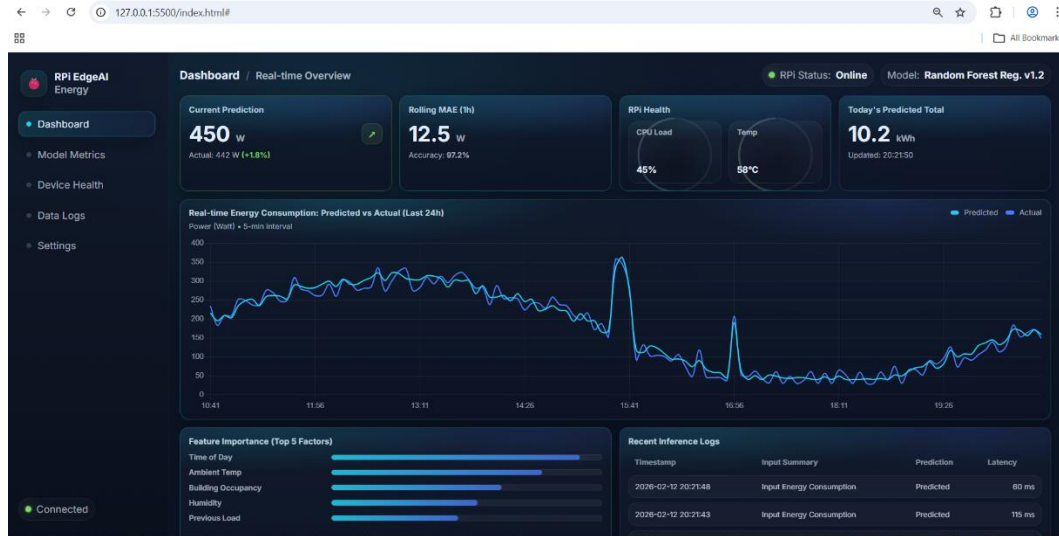 127.0.0.1:5500/index.html#
All Bookmark
RPi EdgeAI
Energy
Dashboard
Model Metrics
Device Health
Data Logs
Settings
Connected
Dashboard / Real-time Overview
RPi Status: Online
Model: Random Forest Reg. v1.2
Current Prediction
450 W
↗
Actual: 442 W (+1.8%)
Rolling MAE (1h)
12.5 W
Accuracy: 97.2%
RPi Health
CPU Load
45%
Temp
58°C
Today's Predicted Total
10.2 kWh
Updated: 20:21:50
Real-time Energy Consumption: Predicted vs Actual (Last 24h)
Power (Watt) • 5-min interval
Predicted Actual
400
350
300
250
200
150
100
50
0
10:41 11:56 13:11 14:26 15:41 16:56 18:11 19:26
Feature Importance (Top 5 Factors)
Time of Day
Ambient Temp
Building Occupancy
Humidity
Previous Load
Recent Inference Logs
Timestamp Input Summary Prediction Latency
2026-02-12 20:21:48 Input Energy Consumption Predicted 60 ms
2026-02-12 20:21:43 Input Energy Consumption Predicted 115 ms